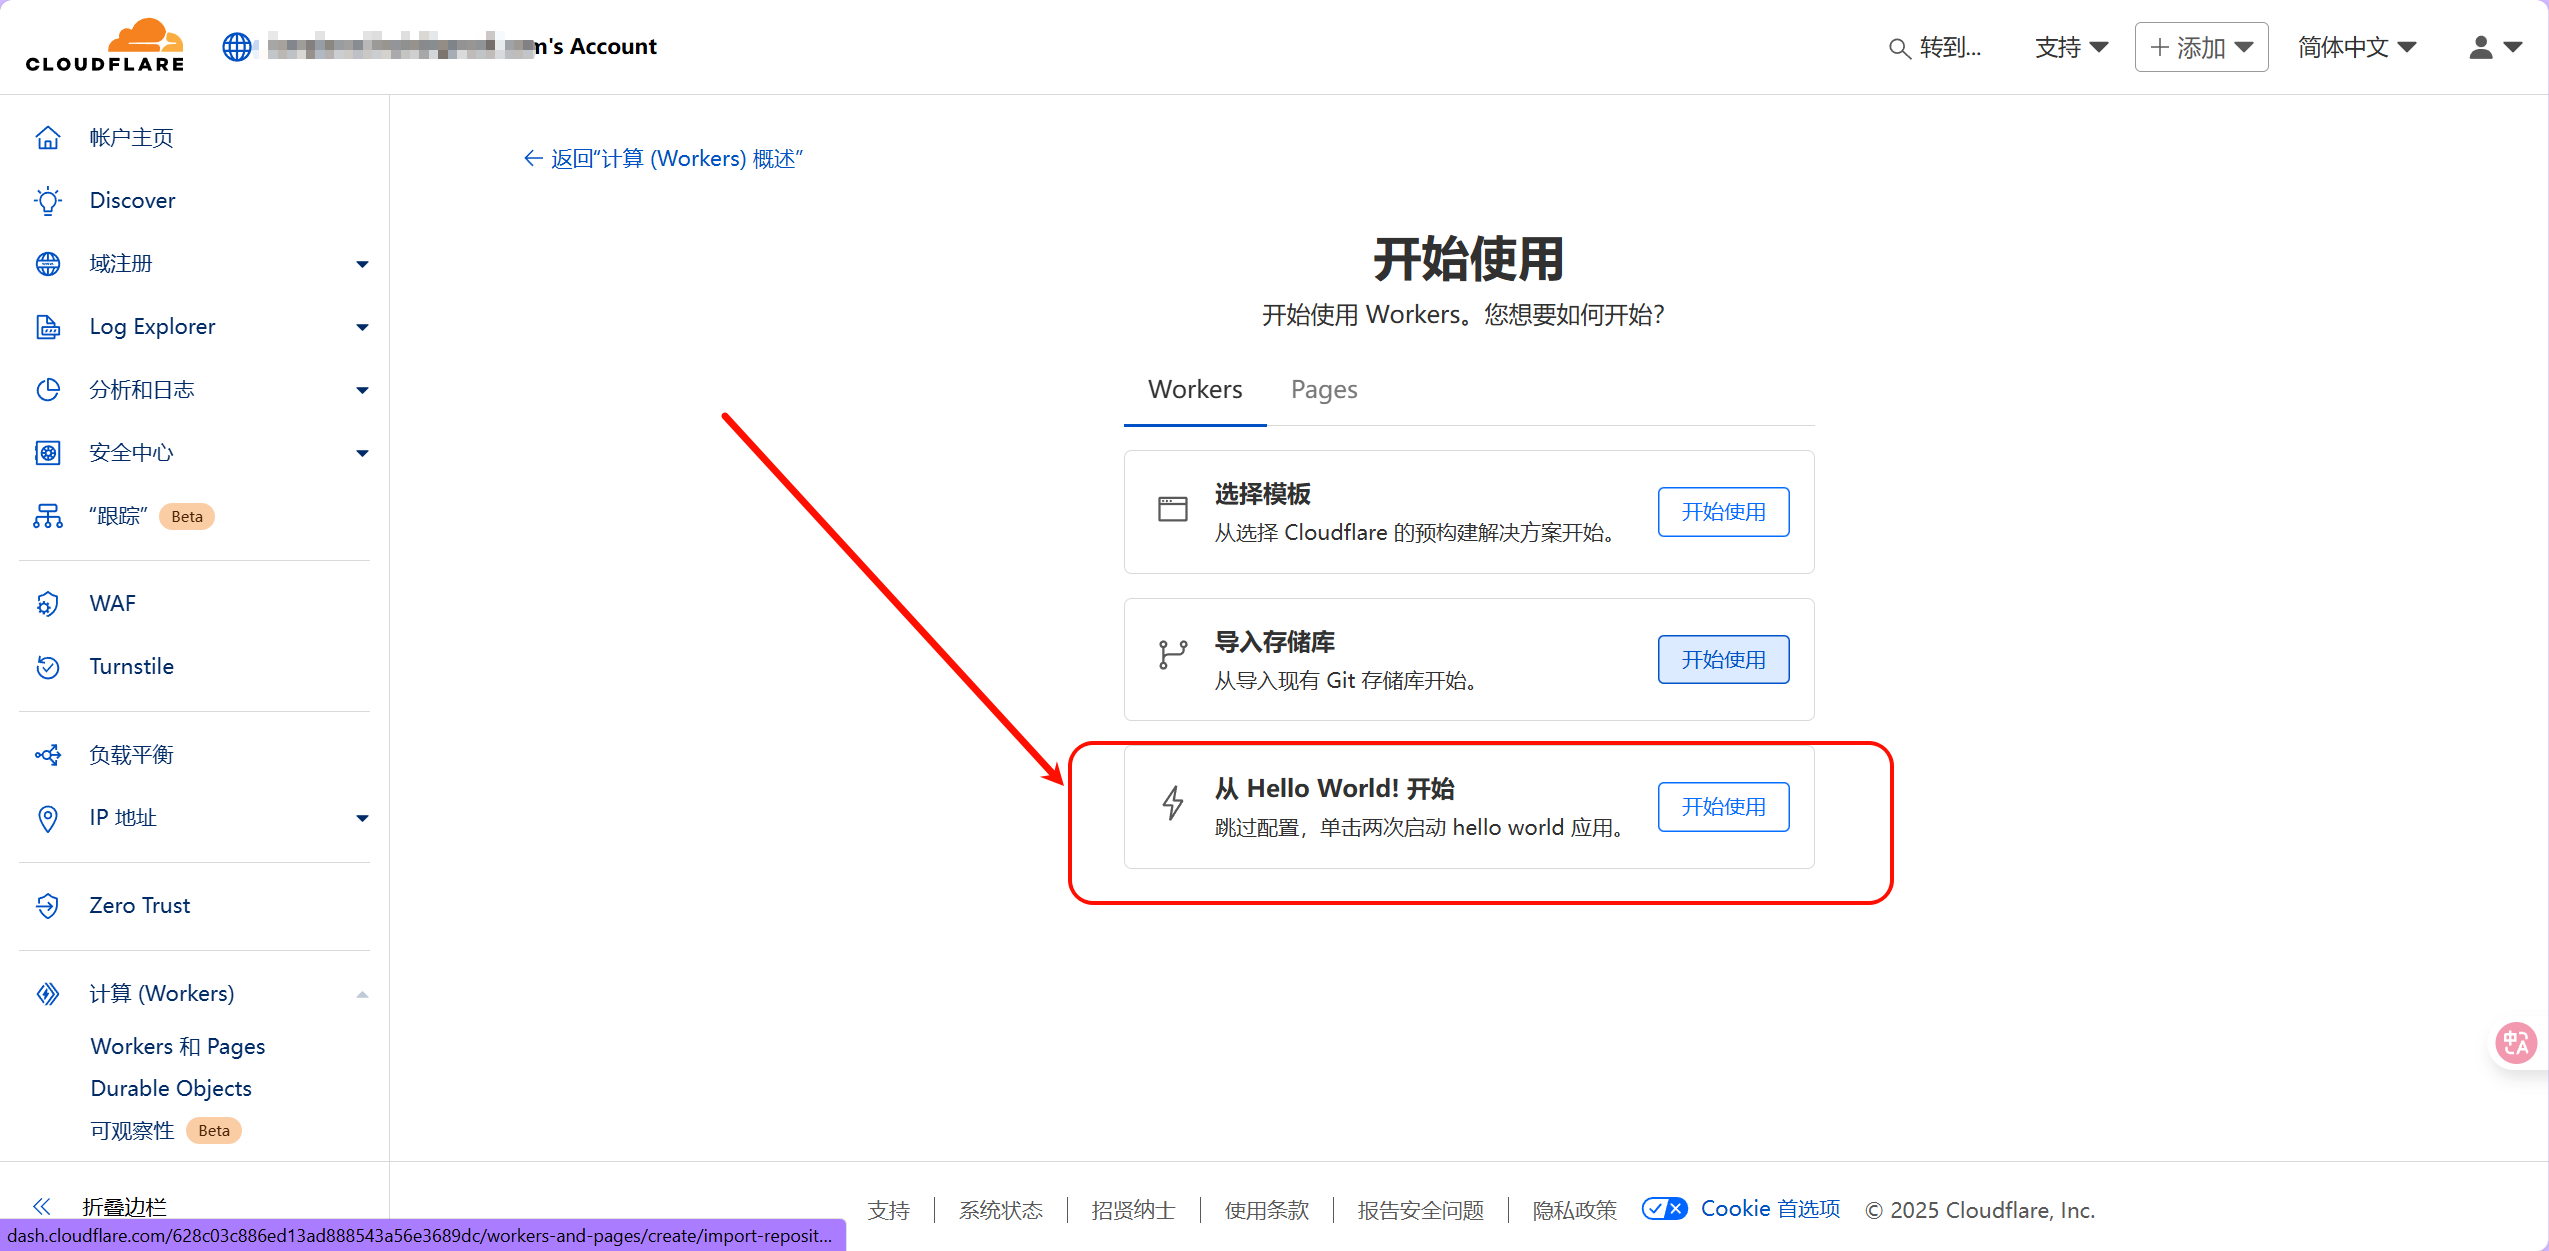 CLOUDFLARE
m's Account
转到...
支持
添加
简体中文
帐户主页
Discover
域注册
Log Explorer
分析和日志
安全中心
“跟踪” Beta
WAF
Turnstile
负载平衡
IP 地址
Zero Trust
计算 (Workers)
Workers 和 Pages
Durable Objects
可观察性 Beta
折叠边栏
← 返回“计算 (Workers) 概述”
开始使用
开始使用 Workers。您想要如何开始？
Workers
Pages
选择模板
从选择 Cloudflare 的预构建解决方案开始。
开始使用
导入存储库
从导入现有 Git 存储库开始。
开始使用
从 Hello World! 开始
跳过配置，单击两次启动 hello world 应用。
开始使用
中A
支持
系统状态
招贤纳士
使用条款
报告安全问题
隐私政策
Cookie 首选项
© 2025 Cloudflare, Inc.
dash.cloudflare.com/628c03c886ed13ad888543a56e3689dc/workers-and-pages/create/import-reposit...